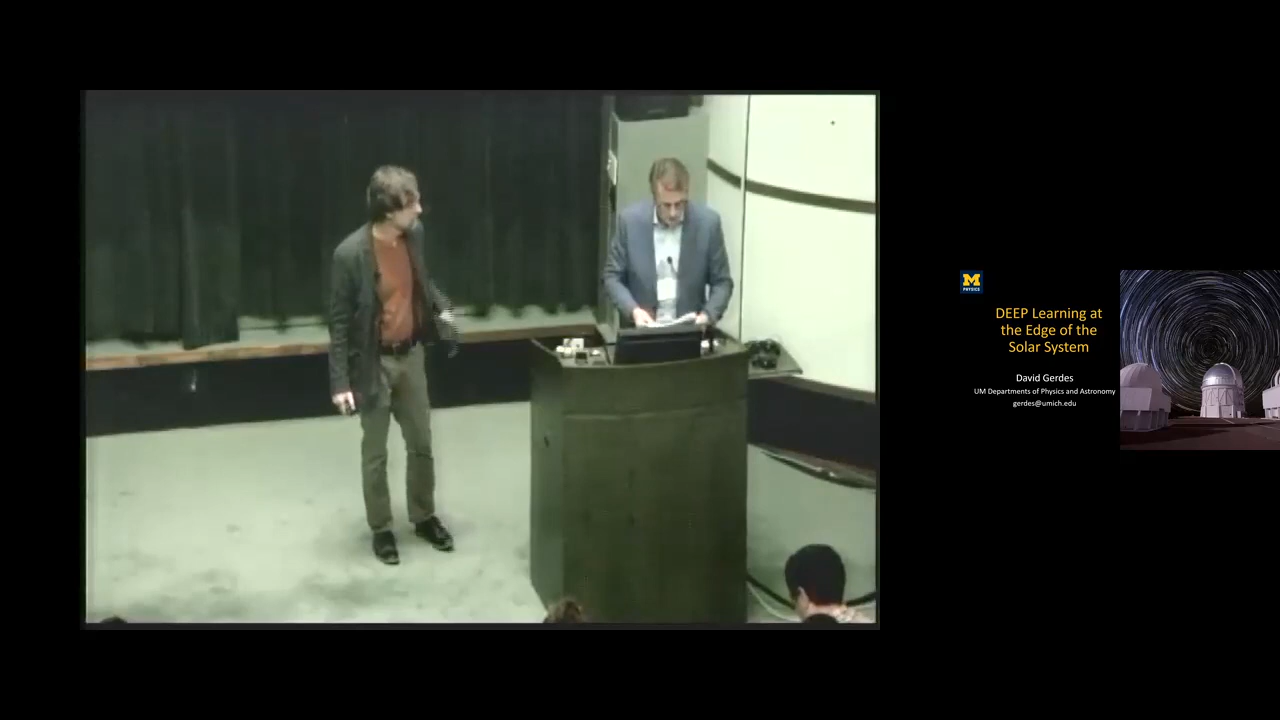 M
PHYSICS
DEEP Learning at
the Edge of the
Solar System
David Gerdes
UM Departments of Physics and Astronomy
gerdes@umich.edu